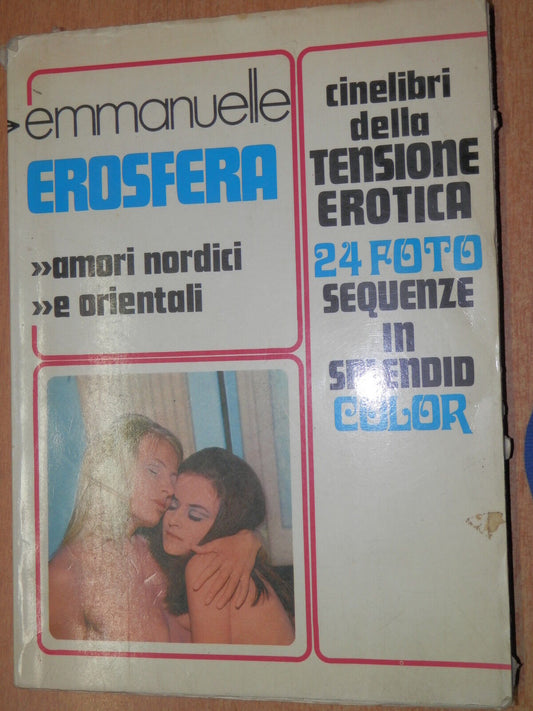 emmanuelle
EROSFERA
»amori nordici
»e orientali
cinelibri
della
TENSIONE
EROTICA
24 FOTO
SEQUENZE
IN
SPLENDID
COLOR